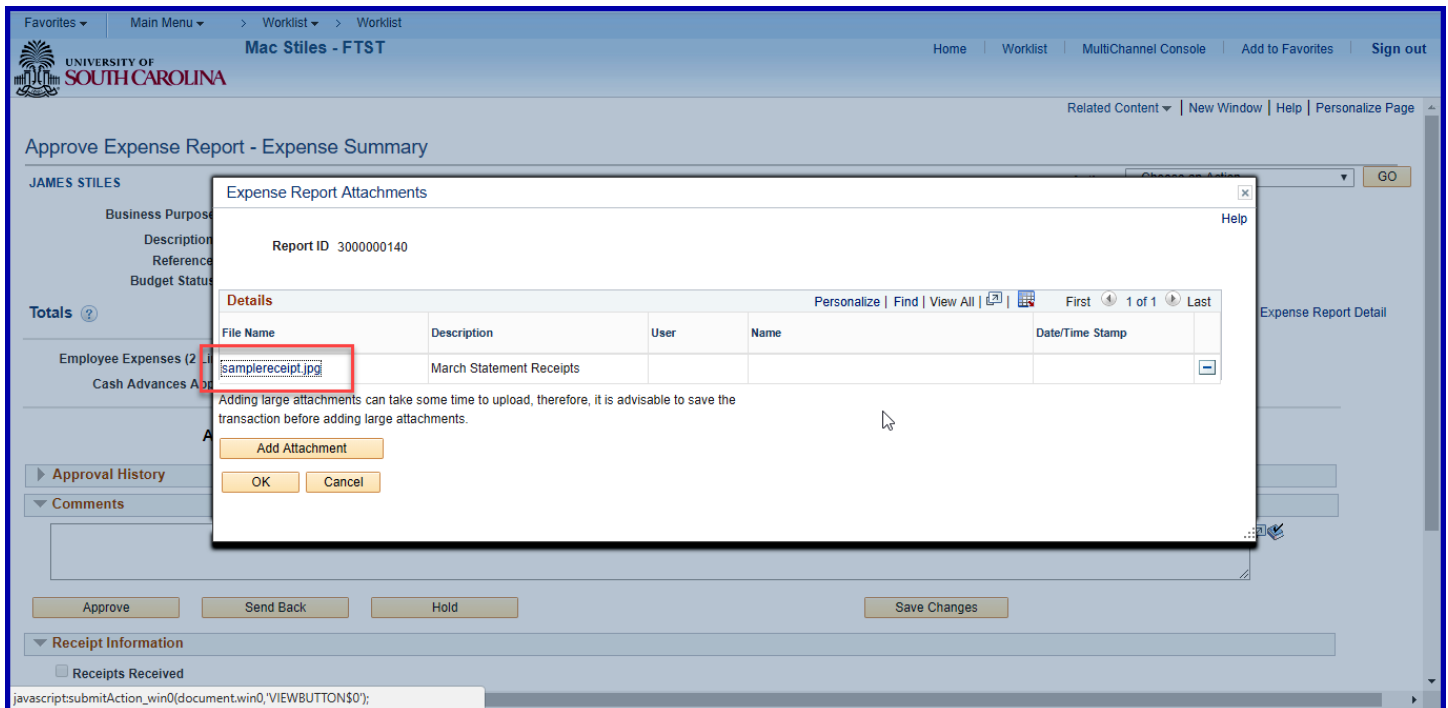 Favorites Main Menu > Worklist > Worklist
Mac Stiles - FTST
Home Worklist MultiChannel Console Add to Favorites Sign out
UNIVERSITY OF
SOUTH CAROLINA
Related Content | New Window | Help | Personalize Page
Approve Expense Report - Expense Summary
JAMES STILES
GO
Expense Report Attachments
Help
Business Purpose
Description
Reference
Budget Status
Report ID 3000000140
Totals ?
Expense Report Detail
Details Personalize | Find | View All | | First 1 of 1 Last
File Name Description User Name Date/Time Stamp
Employee Expenses (2 Li
samplereceipt.jpg March Statement Receipts
Cash Advances App
Adding large attachments can take some time to upload, therefore, it is advisable to save the
transaction before adding large attachments.
A
Add Attachment
OK Cancel
Approval History
Comments
Approve Send Back Hold Save Changes
Receipt Information
Receipts Received
javascript:submitAction_win0(document.win0,'VIEWBUTTON$0');